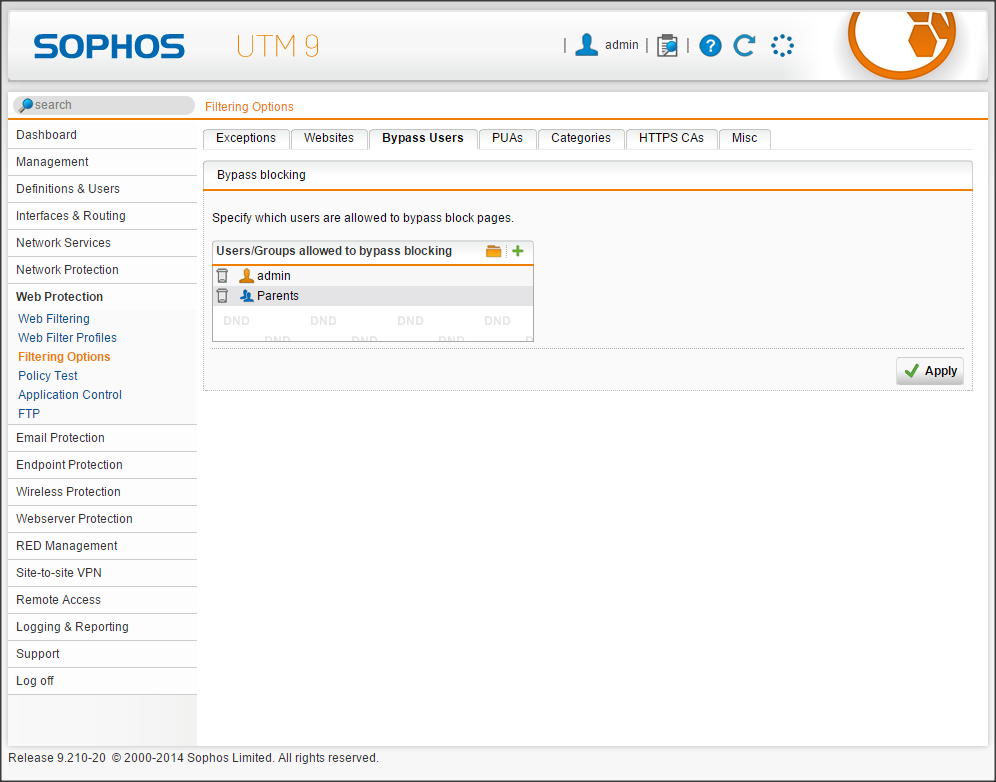 SOPHOS UTM 9 | admin | | ?
search
Filtering Options
Dashboard
Management
Definitions & Users
Interfaces & Routing
Network Services
Network Protection
Web Protection
Web Filtering
Web Filter Profiles
Filtering Options
Policy Test
Application Control
FTP
Email Protection
Endpoint Protection
Wireless Protection
Webserver Protection
RED Management
Site-to-site VPN
Remote Access
Logging & Reporting
Support
Log off
Exceptions Websites Bypass Users PUAs Categories HTTPS CAs Misc
Bypass blocking
Specify which users are allowed to bypass block pages.
Users/Groups allowed to bypass blocking
admin
Parents
DND DND DND DND
DND DND DND
Apply
Release 9.210-20 © 2000-2014 Sophos Limited. All rights reserved.